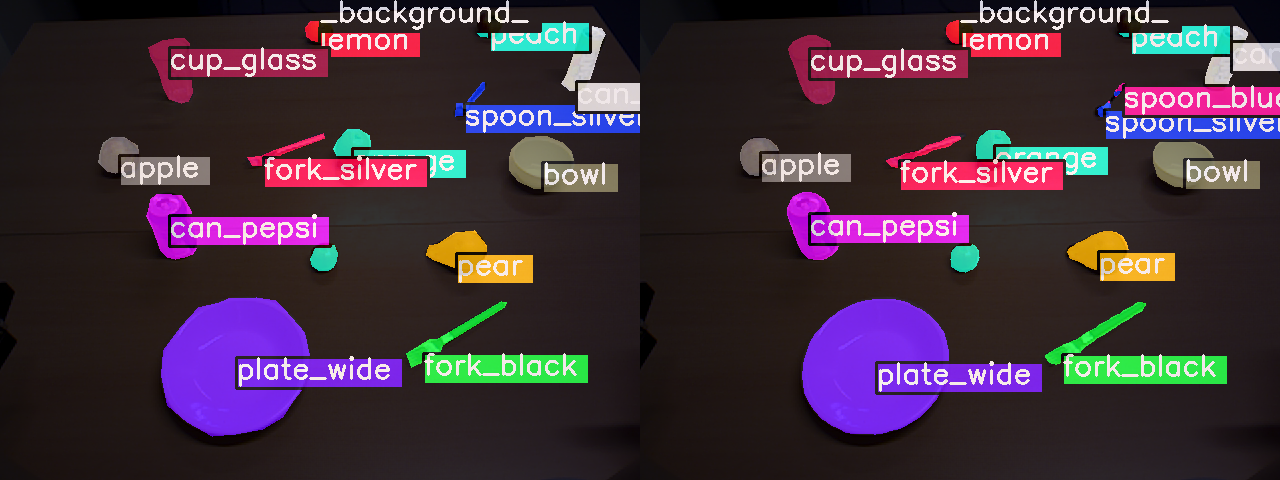 _background_
lemon
peach
cup_glass
can_
spoon_silver
apple
fork_silver
bowl
can_pepsi
pear
plate_wide
fork_black
_background_
lemon
peach
cup_glass
can
spoon_blue
spoon_silver
apple
orange
fork_silver
bowl
can_pepsi
pear
plate_wide
fork_black